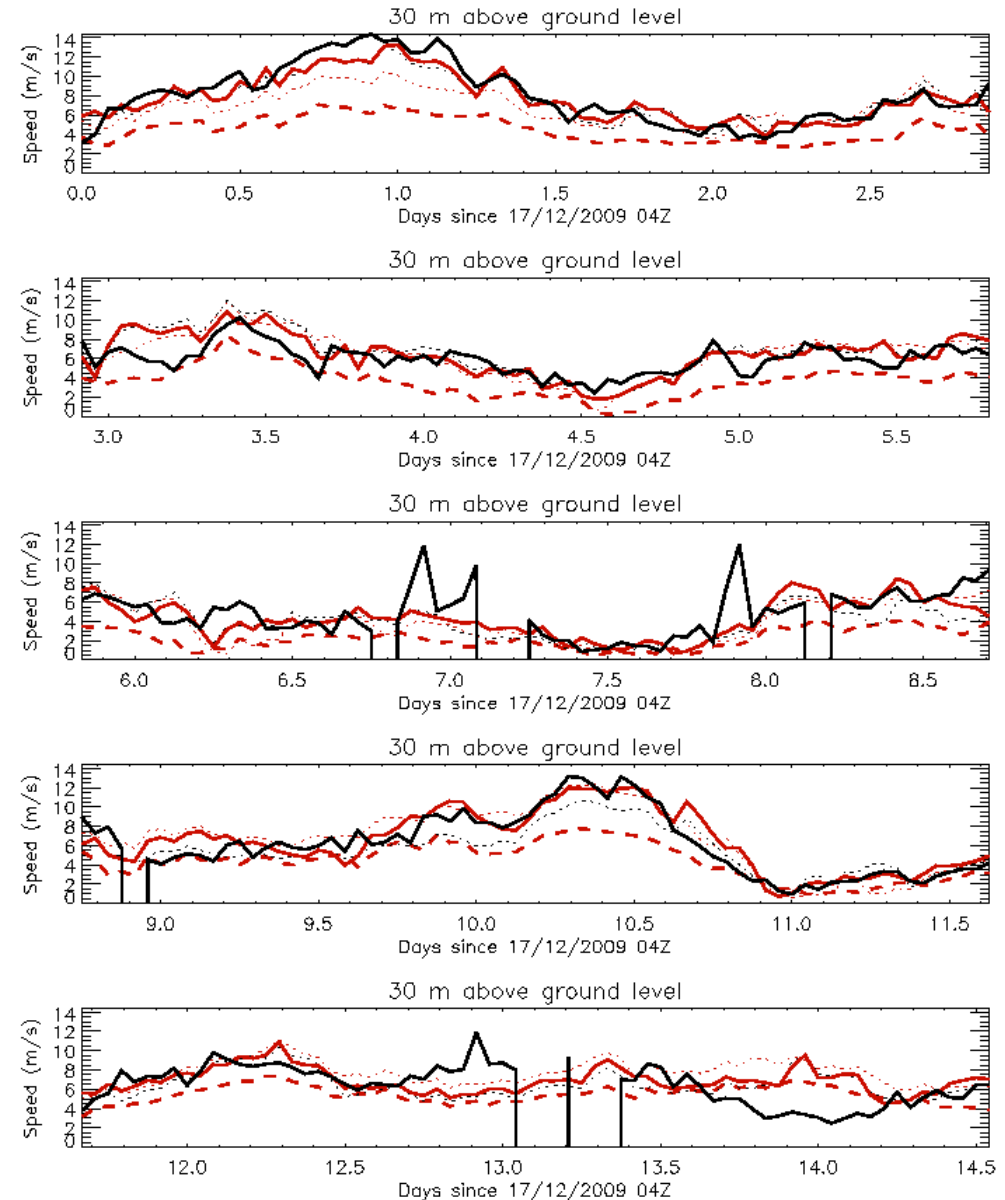 30 m above ground level
14
12
10
8
6
4
2
0
Speed (m/s)
0.0 0.5 1.0 1.5 2.0 2.5
Days since 17/12/2009 04Z
30 m above ground level
14
12
10
8
6
4
2
0
Speed (m/s)
3.0 3.5 4.0 4.5 5.0 5.5
Days since 17/12/2009 04Z
30 m above ground level
14
12
10
8
6
4
2
0
Speed (m/s)
6.0 6.5 7.0 7.5 8.0 8.5
Days since 17/12/2009 04Z
30 m above ground level
14
12
10
8
6
4
2
0
Speed (m/s)
9.0 9.5 10.0 10.5 11.0 11.5
Days since 17/12/2009 04Z
30 m above ground level
14
12
10
8
6
4
2
0
Speed (m/s)
12.0 12.5 13.0 13.5 14.0 14.5
Days since 17/12/2009 04Z